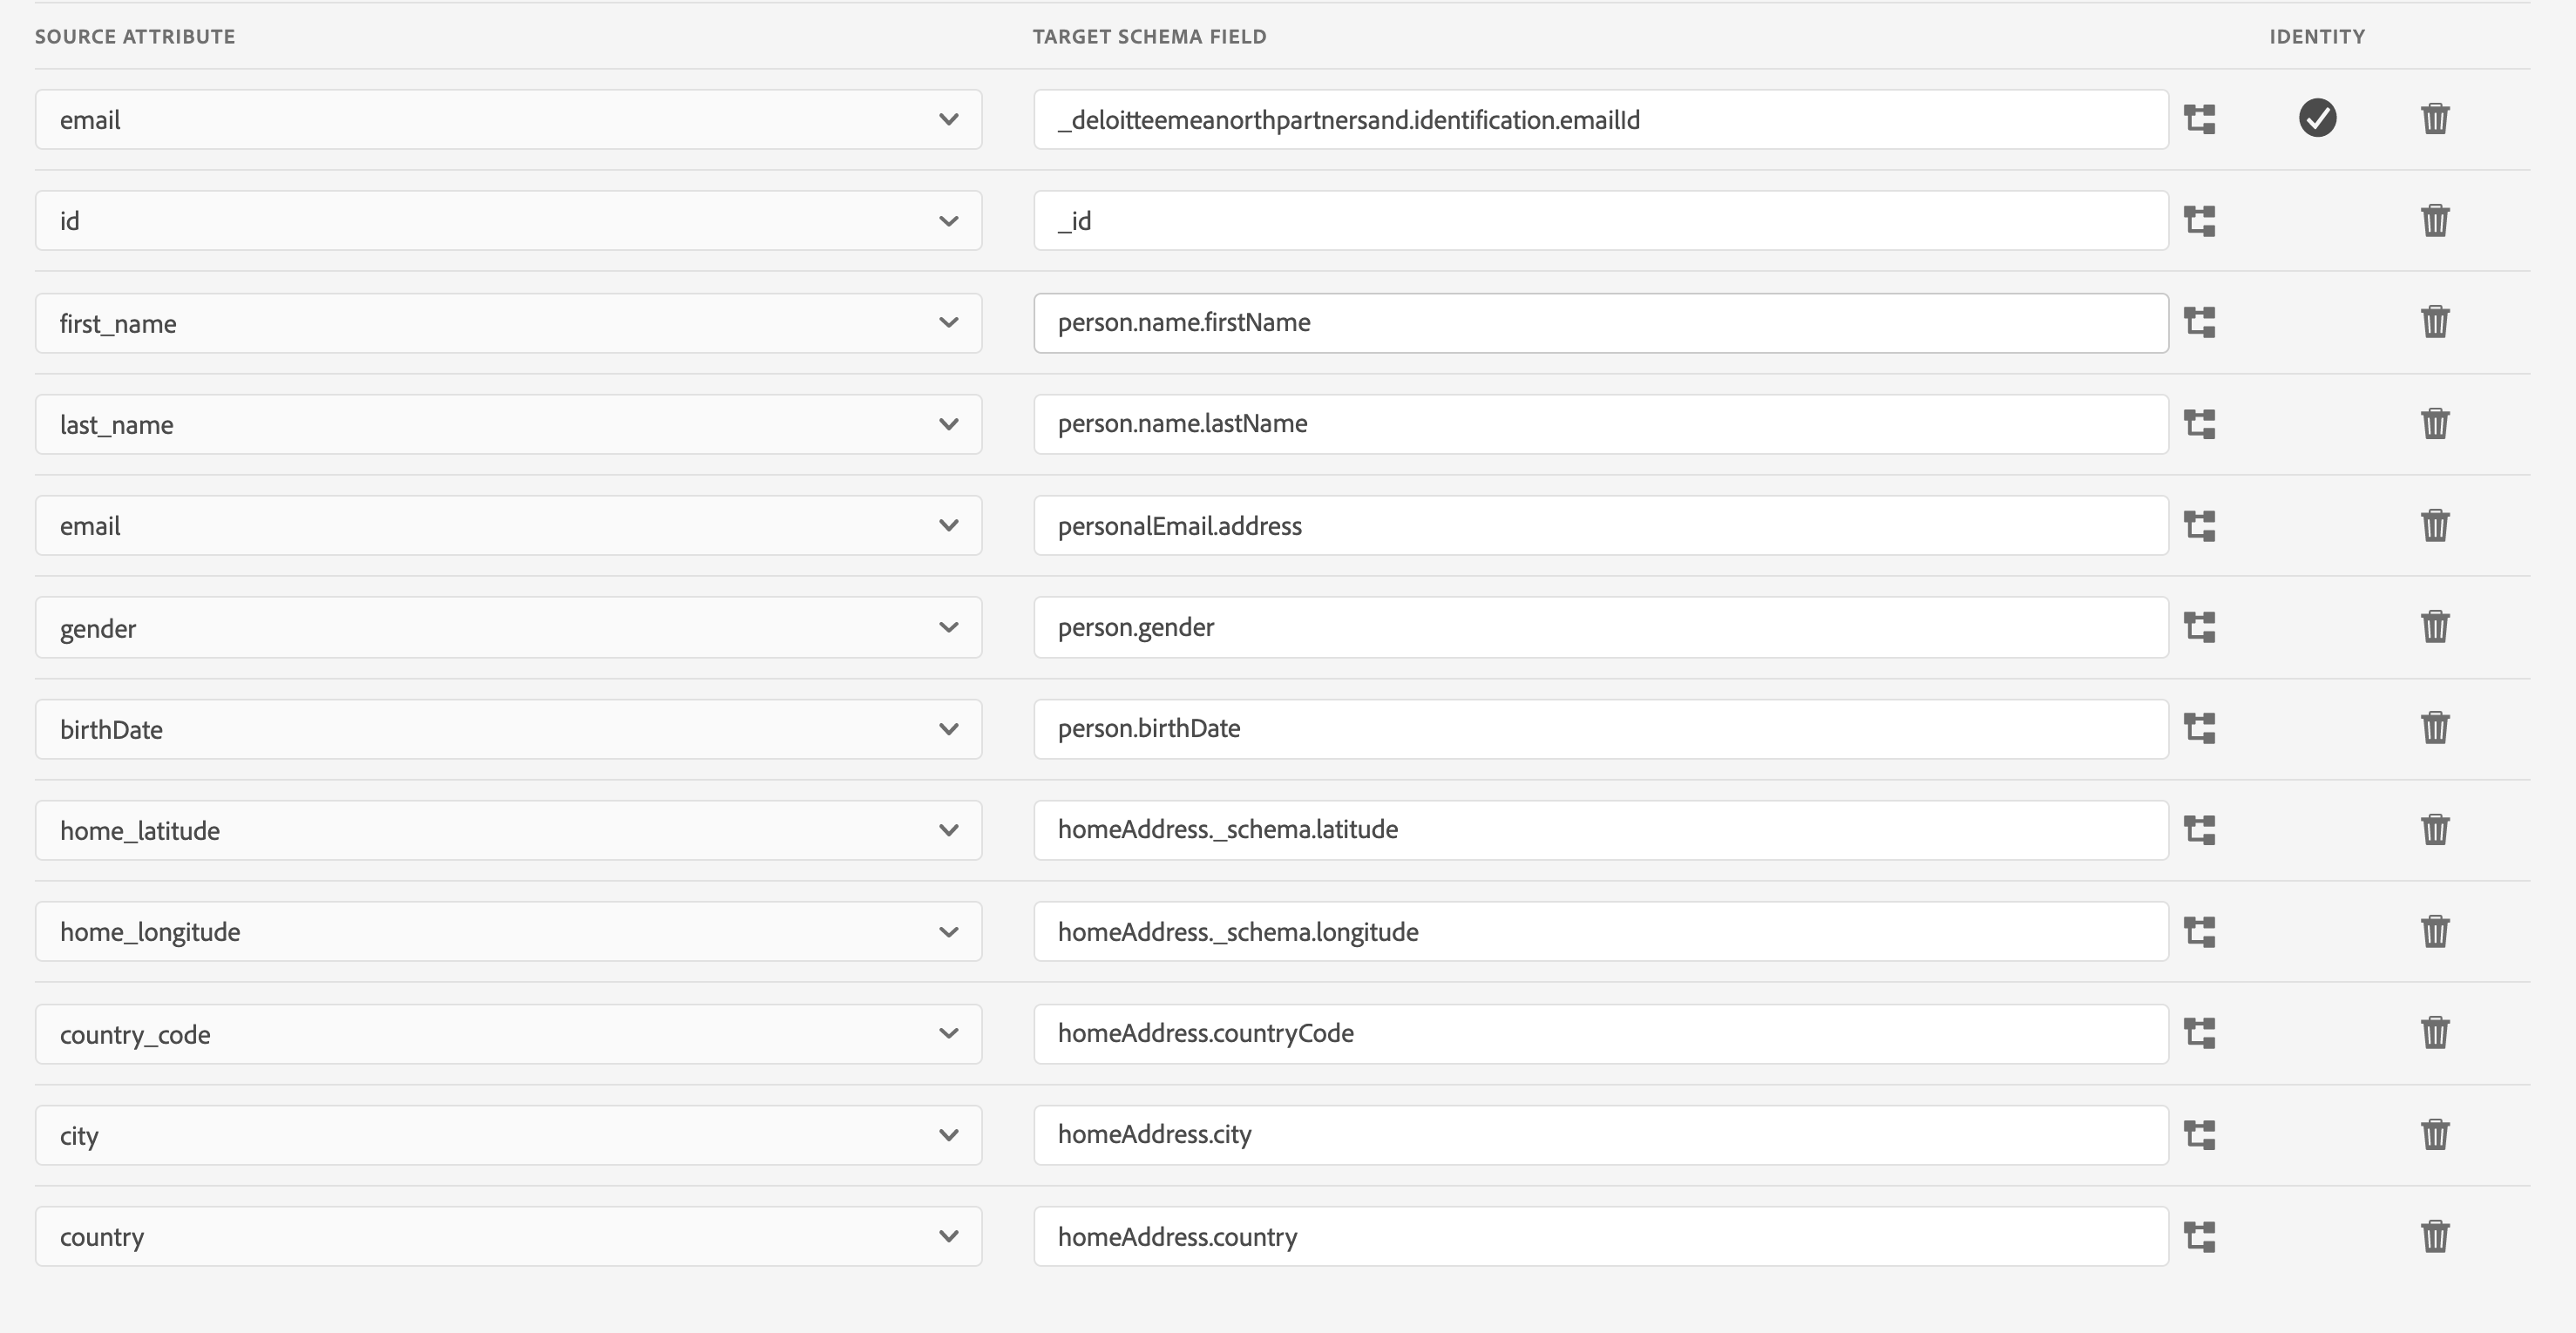 SOURCE ATTRIBUTE TARGET SCHEMA FIELD IDENTITY
email _deloitteemeanorthpartnersand.identification.emailId
id _id
first_name person.name.firstName
last_name person.name.lastName
email personalEmail.address
gender person.gender
birthDate person.birthDate
home_latitude homeAddress._schema.latitude
home_longitude homeAddress._schema.longitude
country_code homeAddress.countryCode
city homeAddress.city
country homeAddress.country